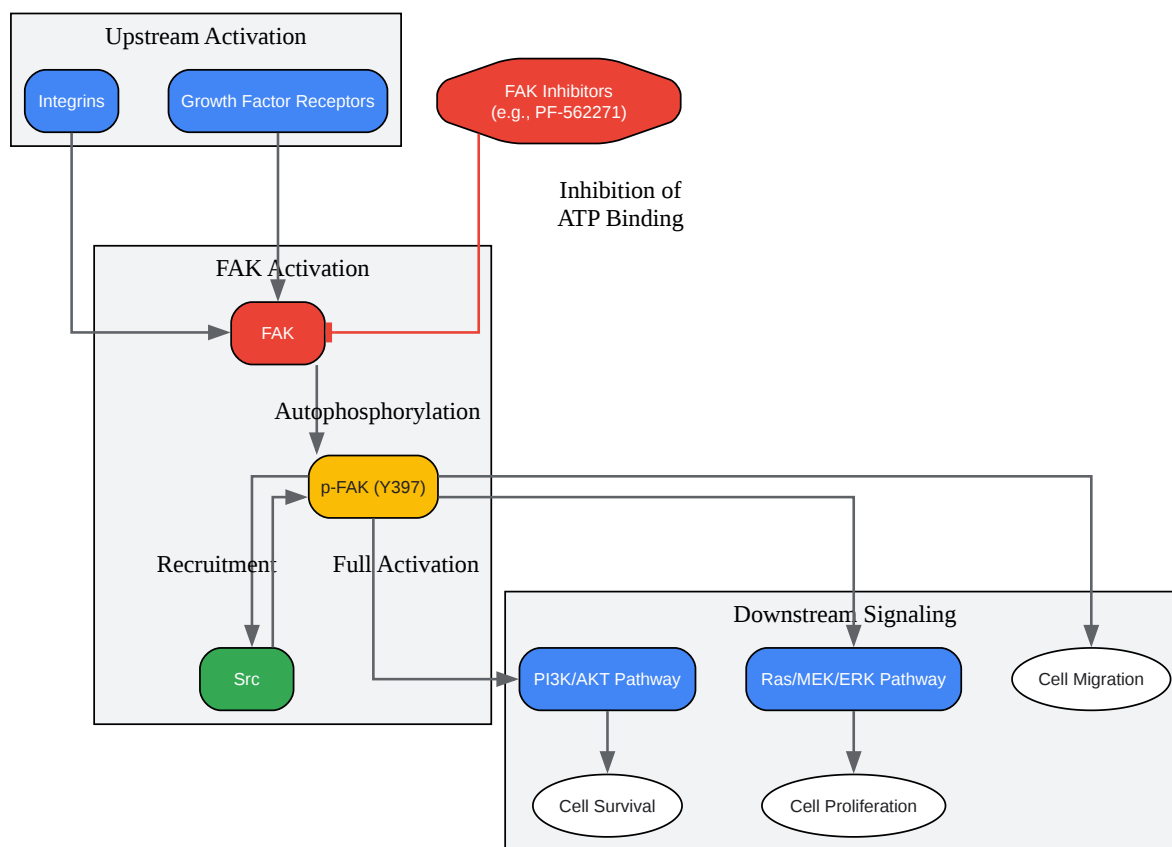 Upstream Activation
Integrins
Growth Factor Receptors
FAK Inhibitors
(e.g., PF-562271)
Inhibition of
ATP Binding
FAK Activation
FAK
Autophosphorylation
p-FAK (Y397)
Recruitment
Full Activation
Src
Downstream Signaling
PI3K/AKT Pathway
Ras/MEK/ERK Pathway
Cell Migration
Cell Survival
Cell Proliferation